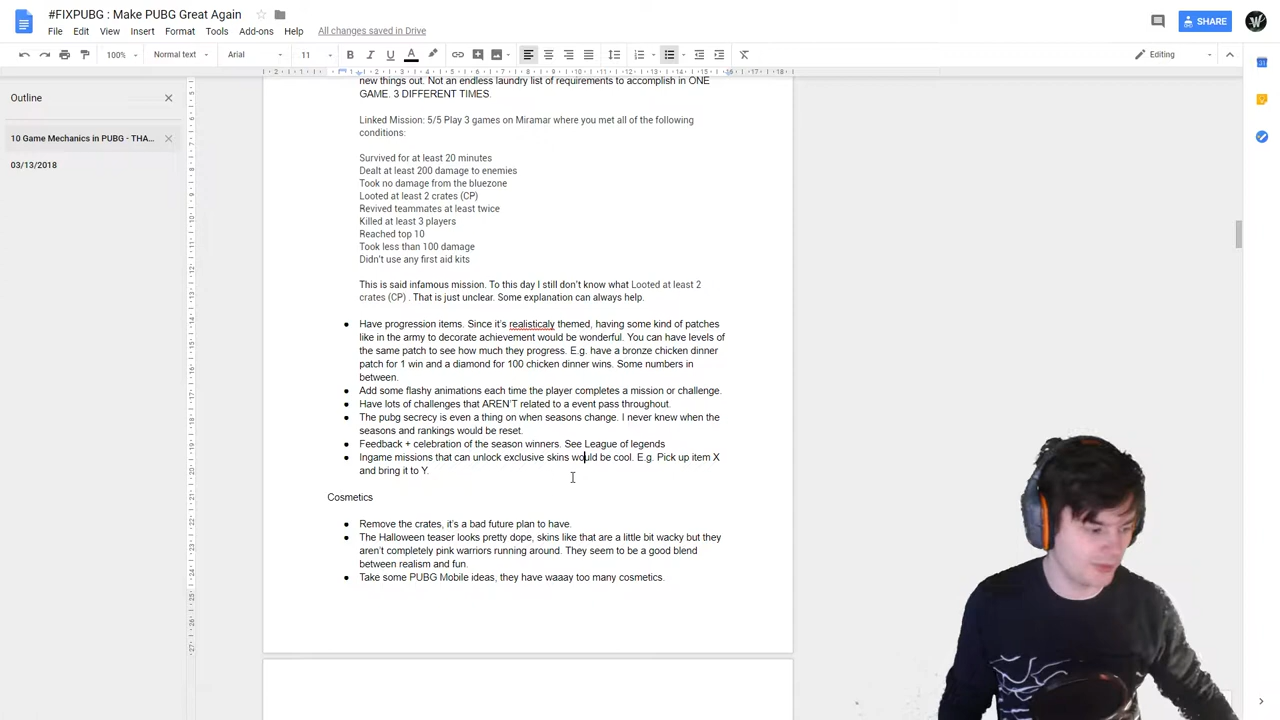 #FIXPUBG : Make PUBG Great Again
File Edit View Insert Format Tools Add-ons Help All changes saved in Drive
SHARE
100% Normal text Arial 11 B I U A Editing
Outline
10 Game Mechanics in PUBG - THA...
03/13/2018
new things out. Not an endless laundry list of requirements to accomplish in ONE
GAME. 3 DIFFERENT TIMES.
Linked Mission: 5/5 Play 3 games on Miramar where you met all of the following
conditions:
Survived for at least 20 minutes
Dealt at least 200 damage to enemies
Took no damage from the bluezone
Looted at least 2 crates (CP)
Revived teammates at least twice
Killed at least 3 players
Reached top 10
Took less than 100 damage
Didn't use any first aid kits
This is said infamous mission. To this day I still don't know what Looted at least 2
crates (CP) . That is just unclear. Some explanation can always help.
● Have progression items. Since it's realisticaly themed, having some kind of patches
like in the army to decorate achievement would be wonderful. You can have levels of
the same patch to see how much they progress. E.g. have a bronze chicken dinner
patch for 1 win and a diamond for 100 chicken dinner wins. Some numbers in
between.
● Add some flashy animations each time the player completes a mission or challenge.
● Have lots of challenges that AREN'T related to a event pass throughout.
● The pubg secrecy is even a thing on when seasons change. I never knew when the
seasons and rankings would be reset.
● Feedback + celebration of the season winners. See League of legends
● Ingame missions that can unlock exclusive skins would be cool. E.g. Pick up item X
and bring it to Y.
Cosmetics
● Remove the crates, it's a bad future plan to have.
● The Halloween teaser looks pretty dope, skins like that are a little bit wacky but they
aren't completely pink warriors running around. They seem to be a good blend
between realism and fun.
● Take some PUBG Mobile ideas, they have waaay too many cosmetics.